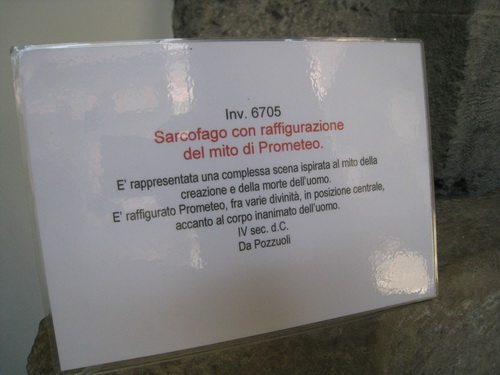 Inv. 6705
Sarcofago con raffigurazione
del mito di Prometeo.
E' rappresentata una complessa scena ispirata al mito della
creazione e della morte dell'uomo.
E' raffigurato Prometeo, fra varie divinità, in posizione centrale,
accanto al corpo inanimato dell'uomo.
IV sec. d.C.
Da Pozzuoli